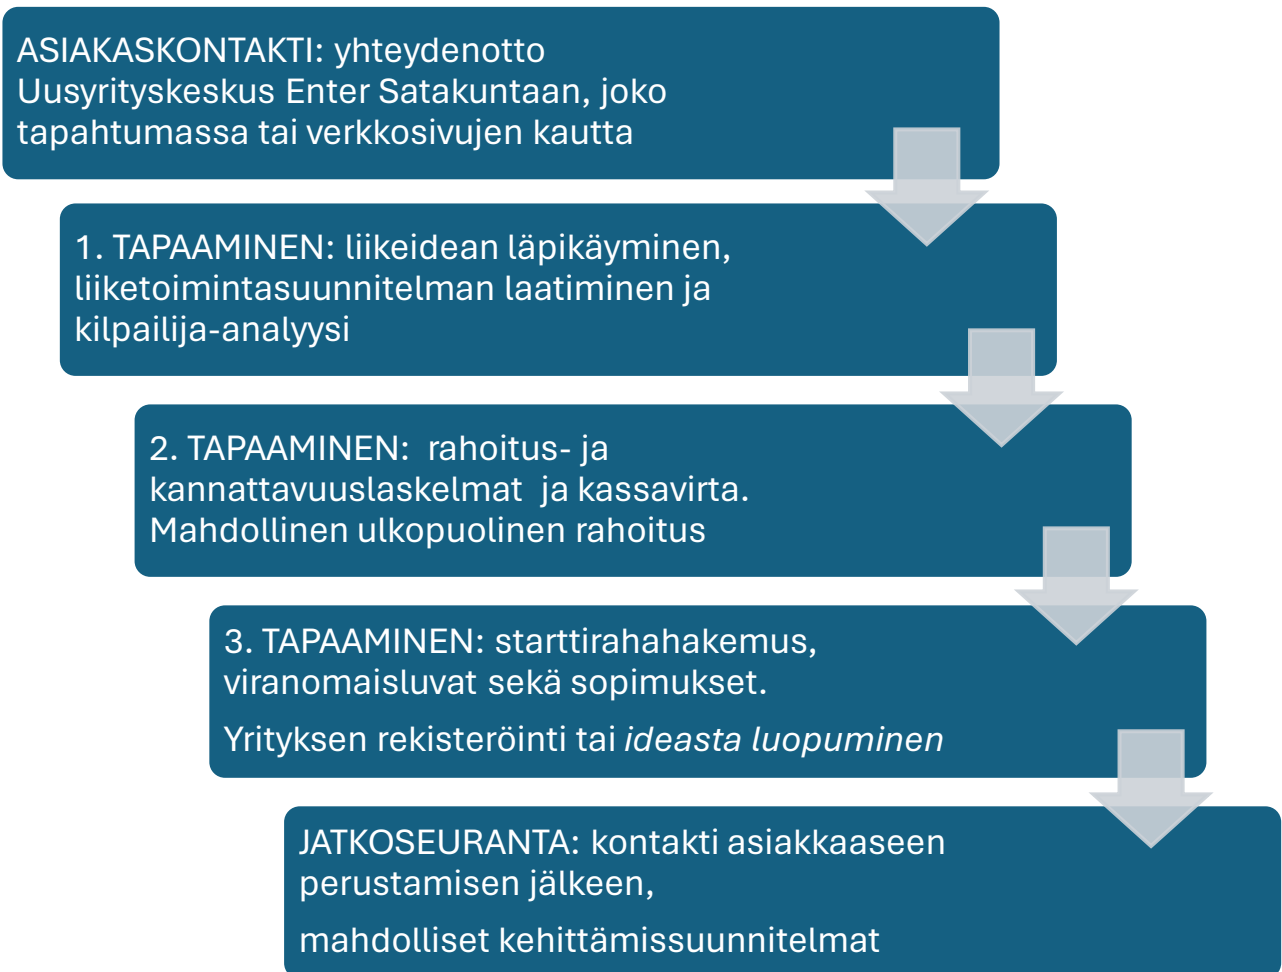 ASIAKASKONTAKTI: yhteydenotto
Uusyrityskeskus Enter Satakuntaan, joko
tapahtumassa tai verkkosivujen kautta
1. TAPAAMINEN: liikeidean läpikäyminen,
liiketoimintasuunnitelman laatiminen ja
kilpailija-analyysi
2. TAPAAMINEN: rahoitus- ja
kannattavuuslaskelmat ja kassavirta.
Mahdollinen ulkopuolinen rahoitus
3. TAPAAMINEN: starttirahahakemus,
viranomaisluvat sekä sopimukset.
Yrityksen rekisteröinti tai ideasta luopuminen
JATKOSEURANTA: kontakti asiakkaaseen
perustamisen jälkeen,
mahdolliset kehittämissuunnitelmat